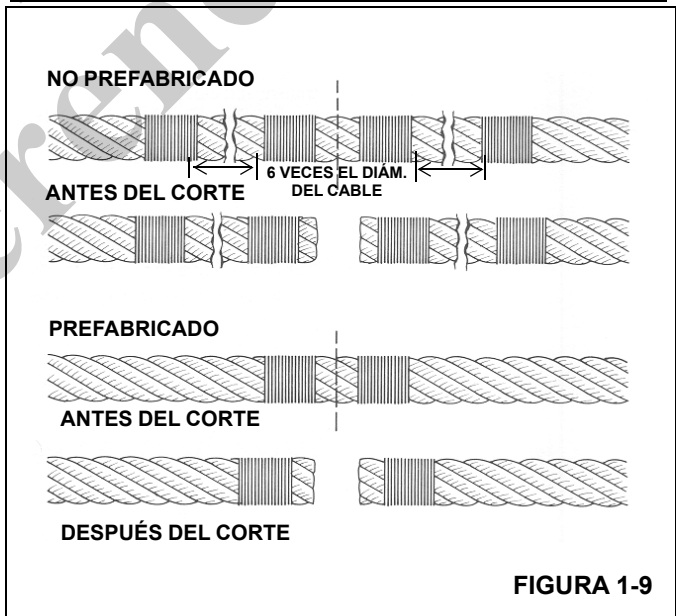 NO PREFABRICADO
6 VECES EL DIÁM.
DEL CABLE
ANTES DEL CORTE
PREFABRICADO
ANTES DEL CORTE
DESPUÉS DEL CORTE
FIGURA 1-9